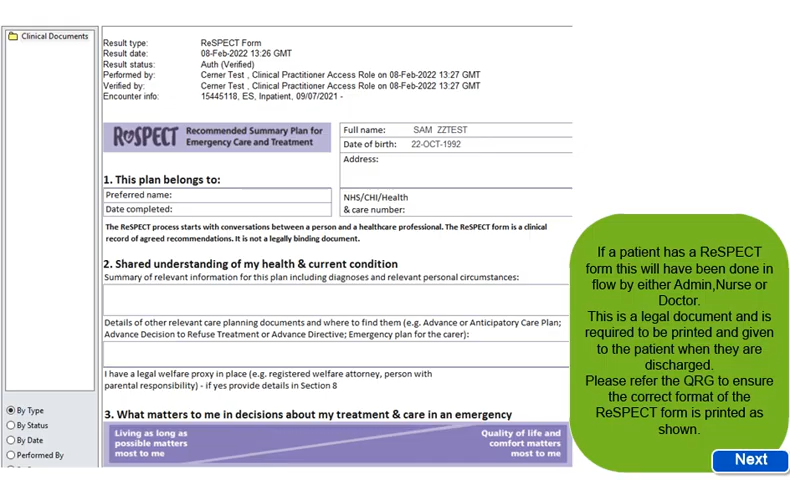 Clinical Documents
Result type: ReSPECT Form
Result date: 08-Feb-2022 13:26 GMT
Result status: Auth (Verified)
Performed by: Cerner Test , Clinical Practitioner Access Role on 08-Feb-2022 13:27 GMT
Verified by: Cerner Test , Clinical Practitioner Access Role on 08-Feb-2022 13:27 GMT
Encounter info: 15445118, ES, Inpatient, 09/07/2021 -
ReSPECT
Recommended Summary Plan for
Emergency Care and Treatment
Full name: SAM ZZTEST
Date of birth: 22-OCT-1992
Address:
1. This plan belongs to:
Preferred name:
Date completed:
NHS/CHI/Health
& care number:
The ReSPECT process starts with conversations between a person and a healthcare professional. The ReSPECT form is a clinical
record of agreed recommendations. It is not a legally binding document.
2. Shared understanding of my health & current condition
Summary of relevant information for this plan including diagnoses and relevant personal circumstances:
Details of other relevant care planning documents and where to find them (e.g. Advance or Anticipatory Care Plan;
Advance Decision to Refuse Treatment or Advance Directive; Emergency plan for the carer):
I have a legal welfare proxy in place (e.g. registered welfare attorney, person with
parental responsibility) - if yes provide details in Section 8
3. What matters to me in decisions about my treatment & care in an emergency
Living as long as
possible matters
most to me
Quality of life and
comfort matters
most to me
By Type
By Status
By Date
Performed By
If a patient has a ReSPECT
form this will have been done in
flow by either Admin,Nurse or
Doctor.
This is a legal document and is
required to be printed and given
to the patient when they are
discharged.
Please refer the QRG to ensure
the correct format of the
ReSPECT form is printed as
shown.
Next